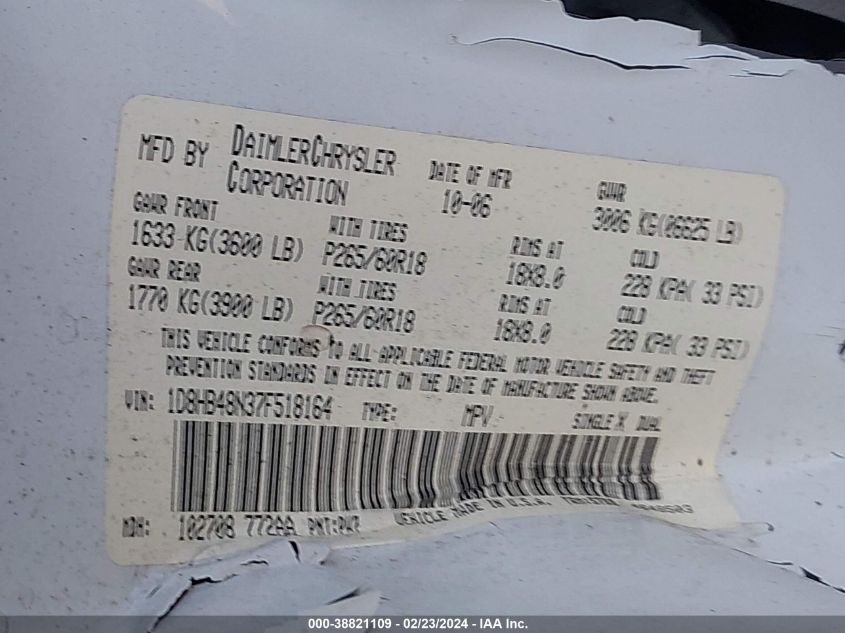 MFD BY DAIMLERCHRYSLER CORPORATION DATE OF MFR 10-06 GVWR 3006 KG(06625 LB)
GAWR FRONT WITH TIRES RIMS AT COLD
1633 KG(3600 LB) P265/60R18 18X8.0 228 KPA( 33 PSI)
GAWR REAR WITH TIRES RIMS AT COLD
1770 KG(3900 LB) P265/60R18 18X8.0 228 KPA( 33 PSI)
THIS VEHICLE CONFORMS TO ALL APPLICABLE FEDERAL MOTOR VEHICLE SAFETY AND THEFT
PREVENTION STANDARDS IN EFFECT ON THE DATE OF MANUFACTURE SHOWN ABOVE.
VIN: 1D8HB48N37F518164 TYPE: MPV SINGLE X DUAL
MDH: 102708 772AA PNT:PW7 VEHICLE MADE IN U.S.A.
000-38821109 - 02/23/2024 - IAA Inc.